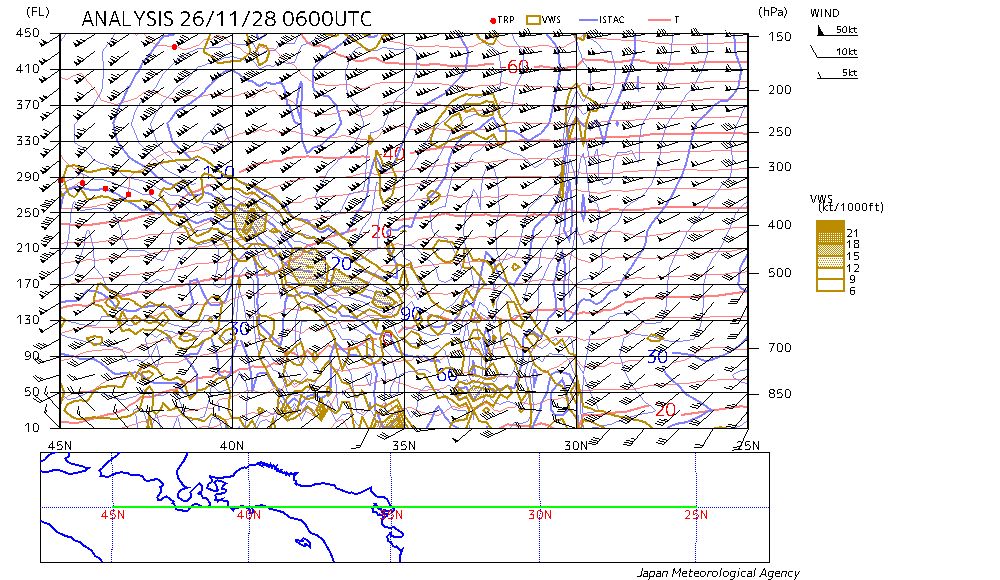 (FL) ANALYSIS 26/11/28 0600UTC TRP VWS ISTAC T (hPa) WIND
450 150 50kt
10kt
410 -60 5kt
370 200
330 250
-40 300
290
250 VWS
(kt/1000ft)
-20 400
210 21
18
120 500 15
170 12
9
6
90
130
30 0 700
90 30
60
50 850
20
10
45N 40N 35N 30N 25N
45N 40N 35N 30N 25N
Japan Meteorological Agency